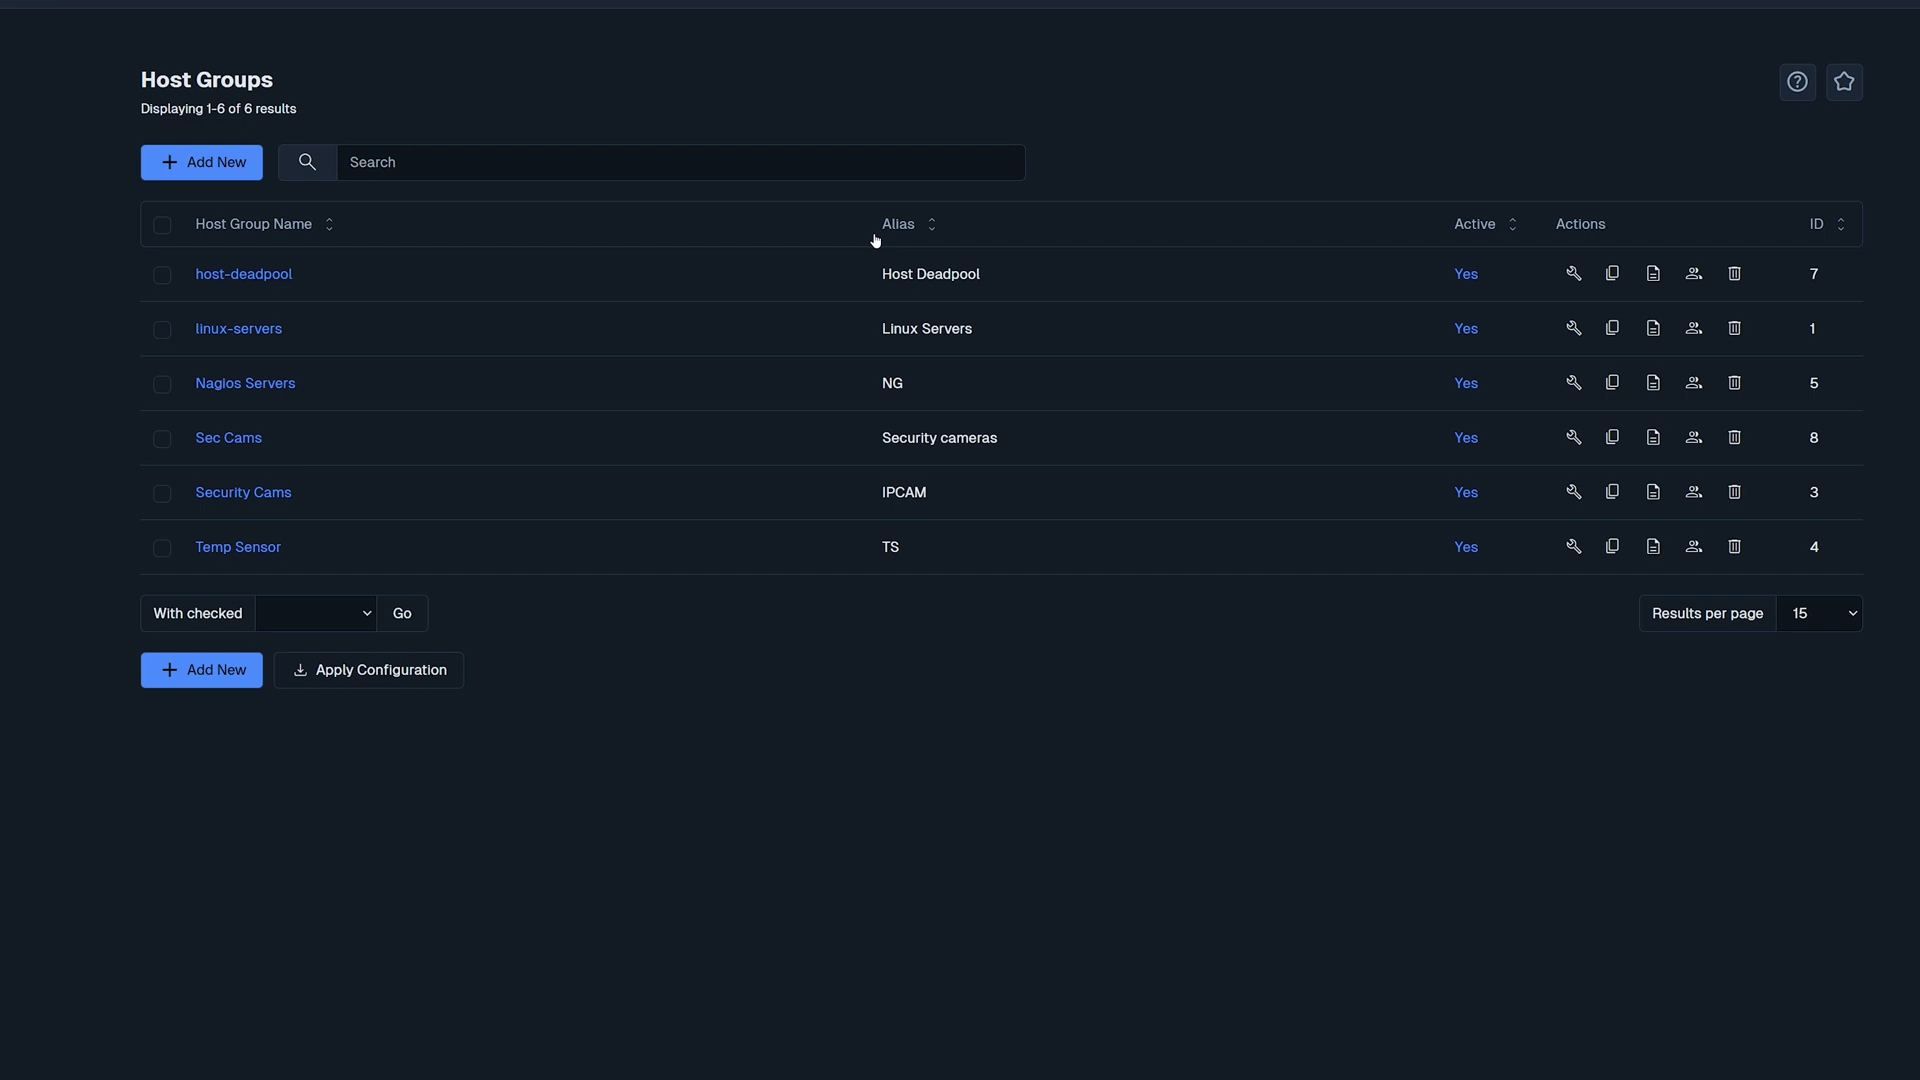 Host Groups
Displaying 1-6 of 6 results
Add New
Search
Host Group Name Alias Active Actions ID
host-deadpool Host Deadpool Yes 7
linux-servers Linux Servers Yes 1
Nagios Servers NG Yes 5
Sec Cams Security cameras Yes 8
Security Cams IPCAM Yes 3
Temp Sensor TS Yes 4
With checked Go Results per page 15
Add New Apply Configuration